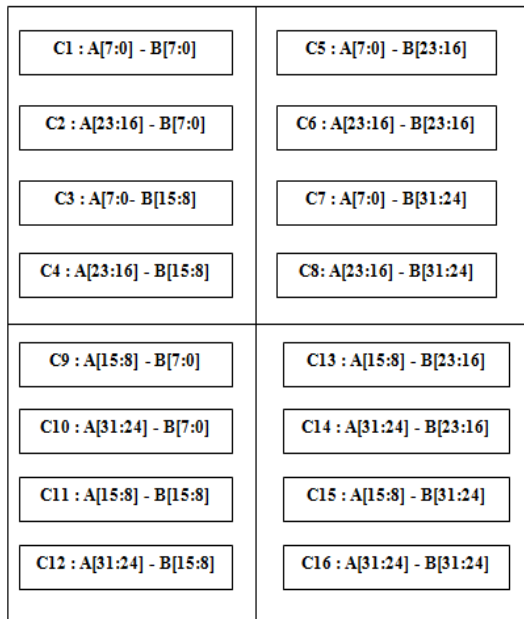 C1 : A[7:0] - B[7:0]
C2 : A[23:16] - B[7:0]
C3 : A[7:0- B[15:8]
C4 : A[23:16] - B[15:8]
C5 : A[7:0] - B[23:16]
C6 : A[23:16] - B[23:16]
C7 : A[7:0] - B[31:24]
C8: A[23:16] - B[31:24]
C9 : A[15:8] - B[7:0]
C10 : A[31:24] - B[7:0]
C11 : A[15:8] - B[15:8]
C12 : A[31:24] - B[15:8]
C13 : A[15:8] - B[23:16]
C14 : A[31:24] - B[23:16]
C15 : A[15:8] - B[31:24]
C16 : A[31:24] - B[31:24]